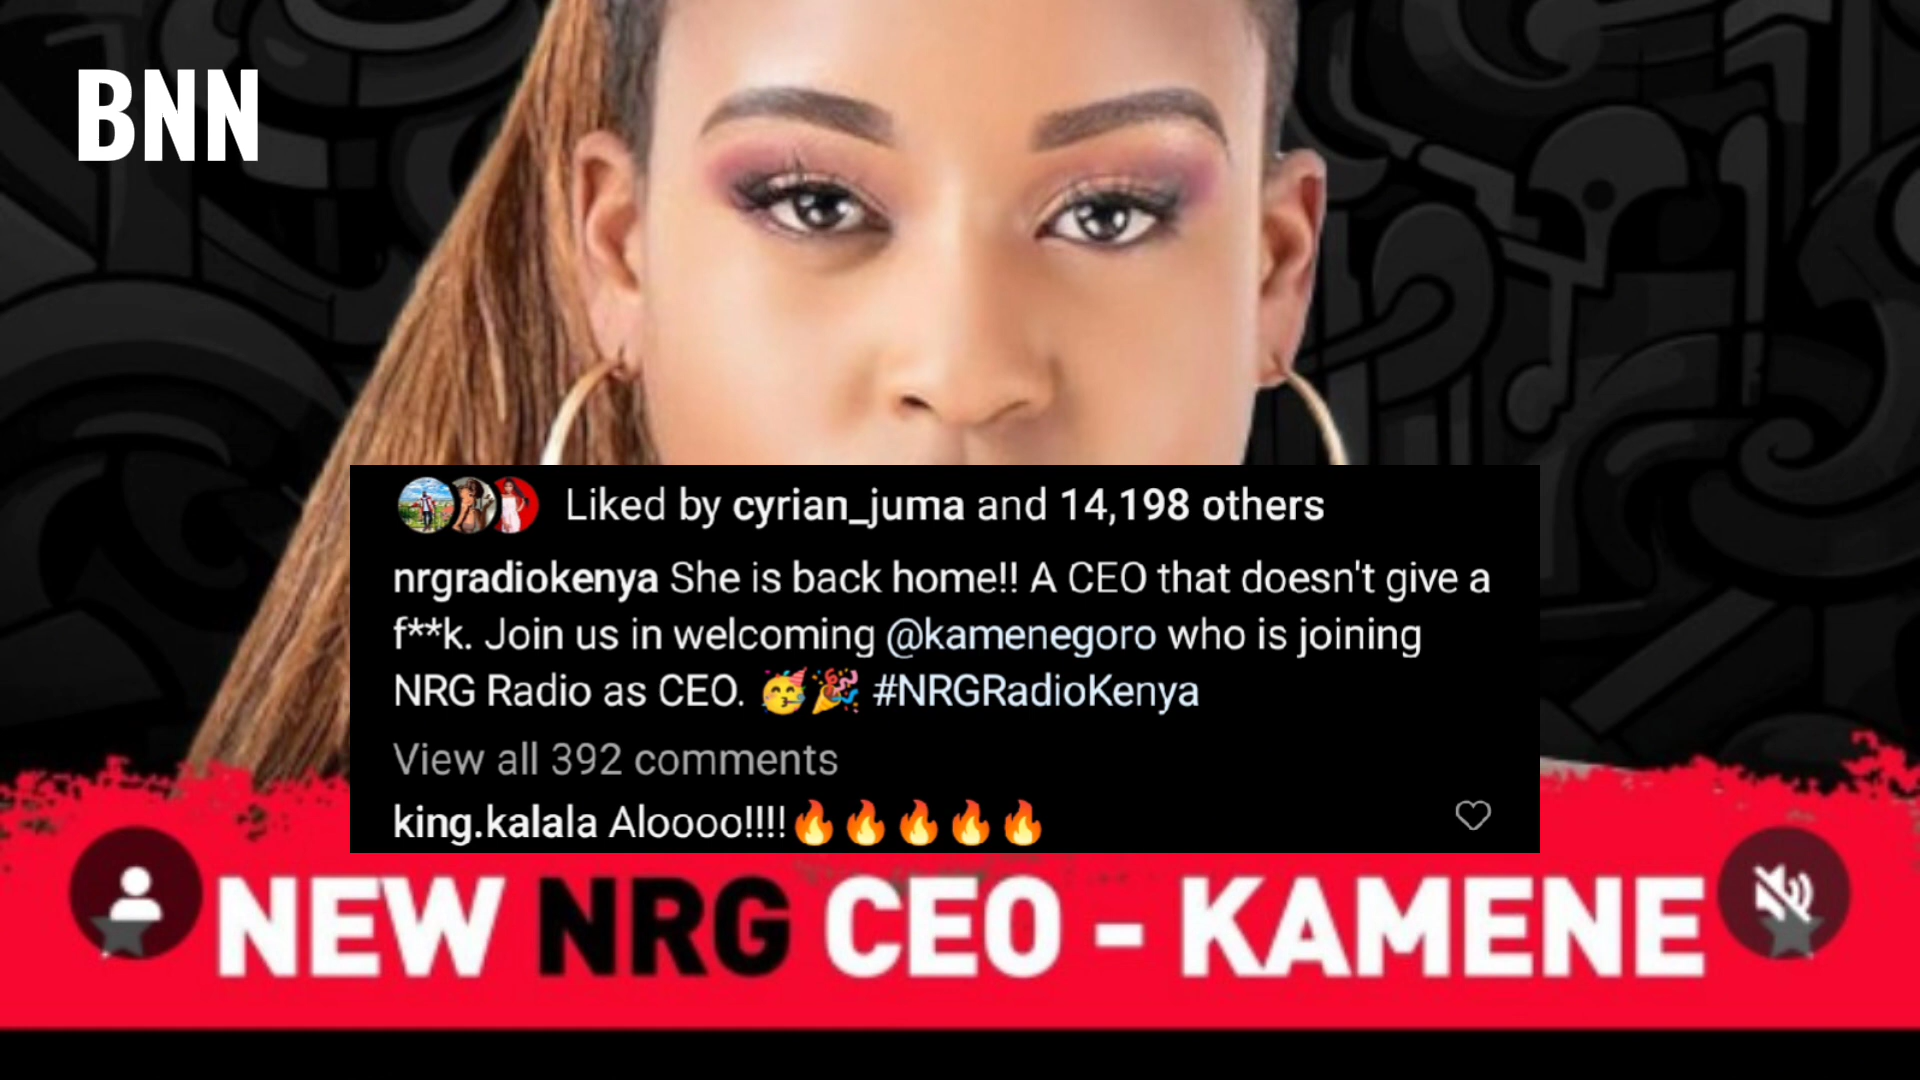 BNN
Liked by cyrian_juma and 14,198 others
nrgradiokenya She is back home!! A CEO that doesn't give a
f**k. Join us in welcoming @kamenegoro who is joining
NRG Radio as CEO. 🥳🎉 #NRGRadioKenya
View all 392 comments
king.kalala Aloooo!!!!🔥🔥🔥🔥🔥
NEW NRG CEO - KAMENE